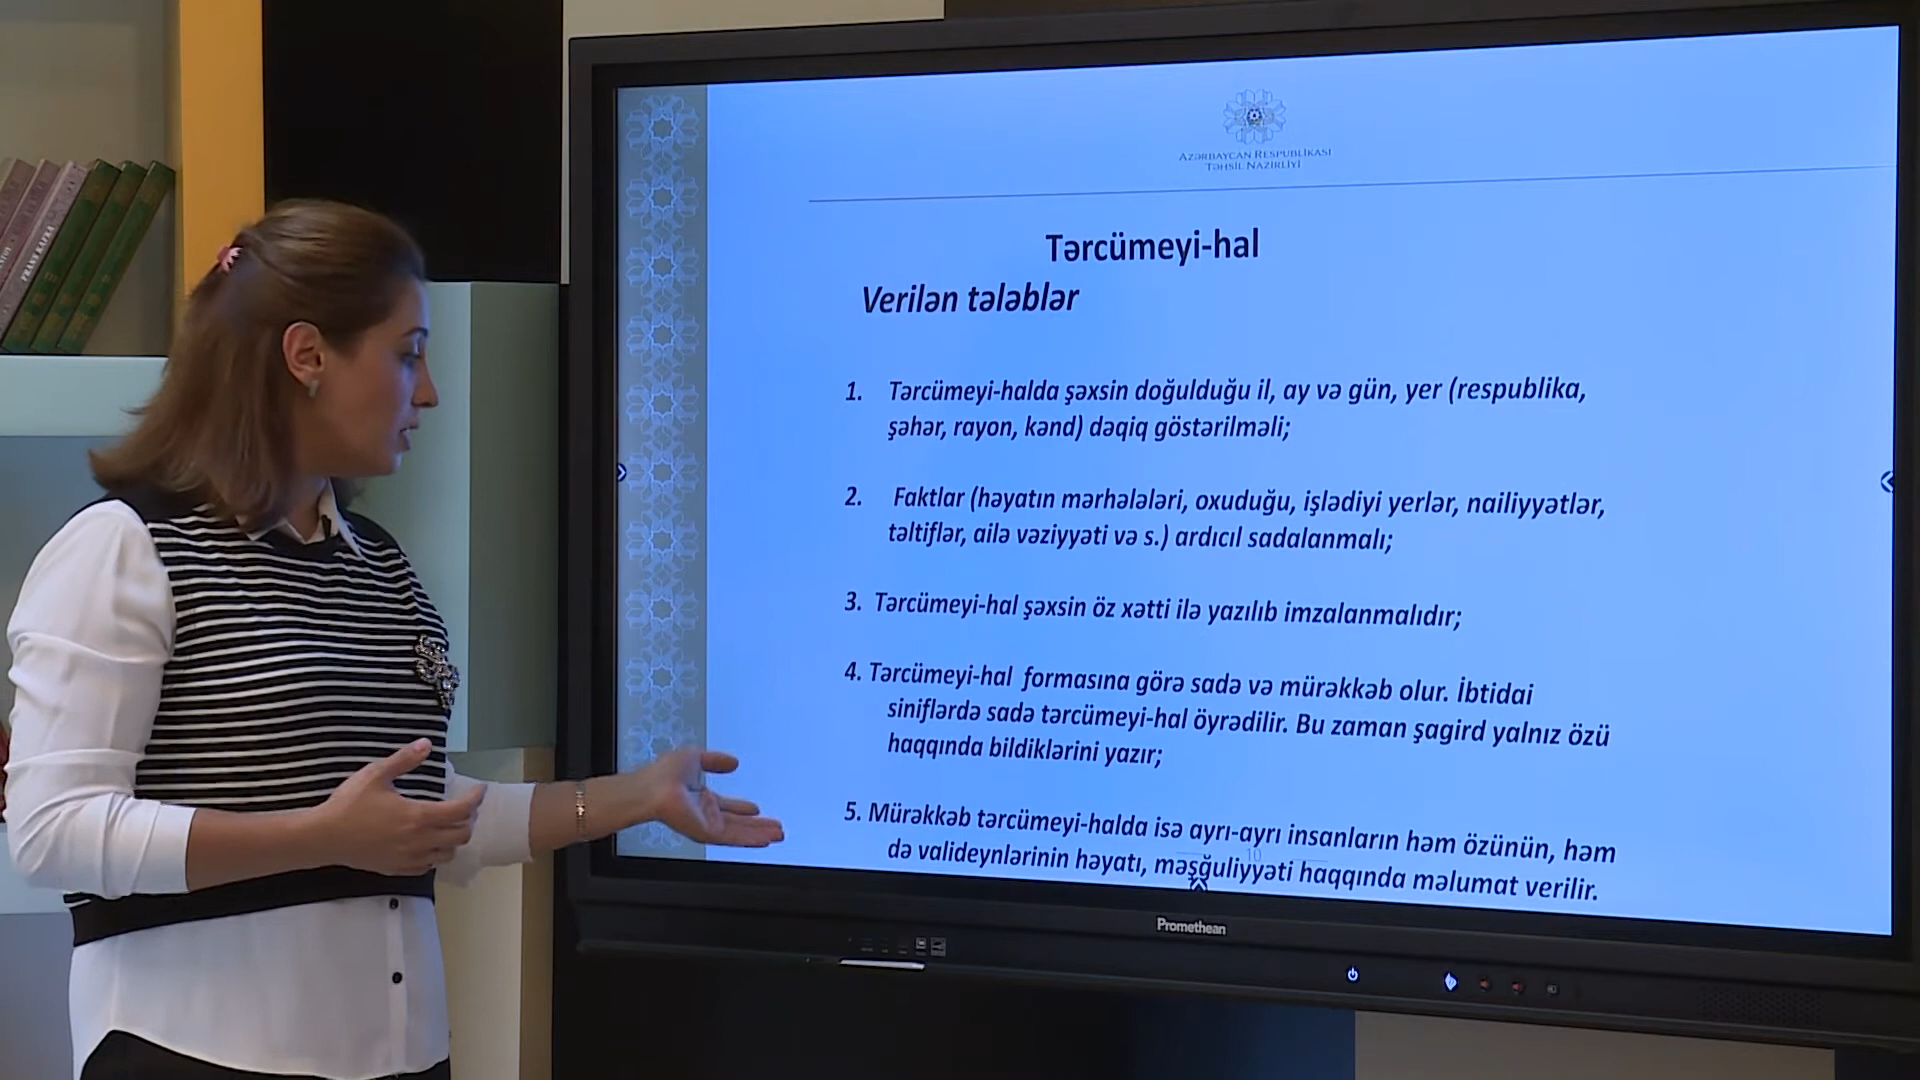 AZƏRBAYCAN RESPUBLİKASI
TƏHSİL NAZİRLİYİ
Tərcümeyi-hal
Verilən tələblər
1. Tərcümeyi-halda şəxsin doğulduğu il, ay və gün, yer (respublika,
şəhər, rayon, kənd) dəqiq göstərilməli;
2. Faktlar (həyatın mərhələləri, oxuduğu, işlədiyi yerlər, nailiyyətlər,
təltiflər, ailə vəziyyəti və s.) ardıcıl sadalanmalı;
3. Tərcümeyi-hal şəxsin öz xətti ilə yazılıb imzalanmalıdır;
4. Tərcümeyi-hal formasına görə sadə və mürəkkəb olur. İbtidai
siniflərdə sadə tərcümeyi-hal öyrədilir. Bu zaman şagird yalnız özü
haqqında bildiklərini yazır;
5. Mürəkkəb tərcümeyi-halda isə ayrı-ayrı insanların həm özünün, həm
də valideynlərinin həyatı, məşğuliyyəti haqqında məlumat verilir.
10
Promethean
FRANS KAFKA
III